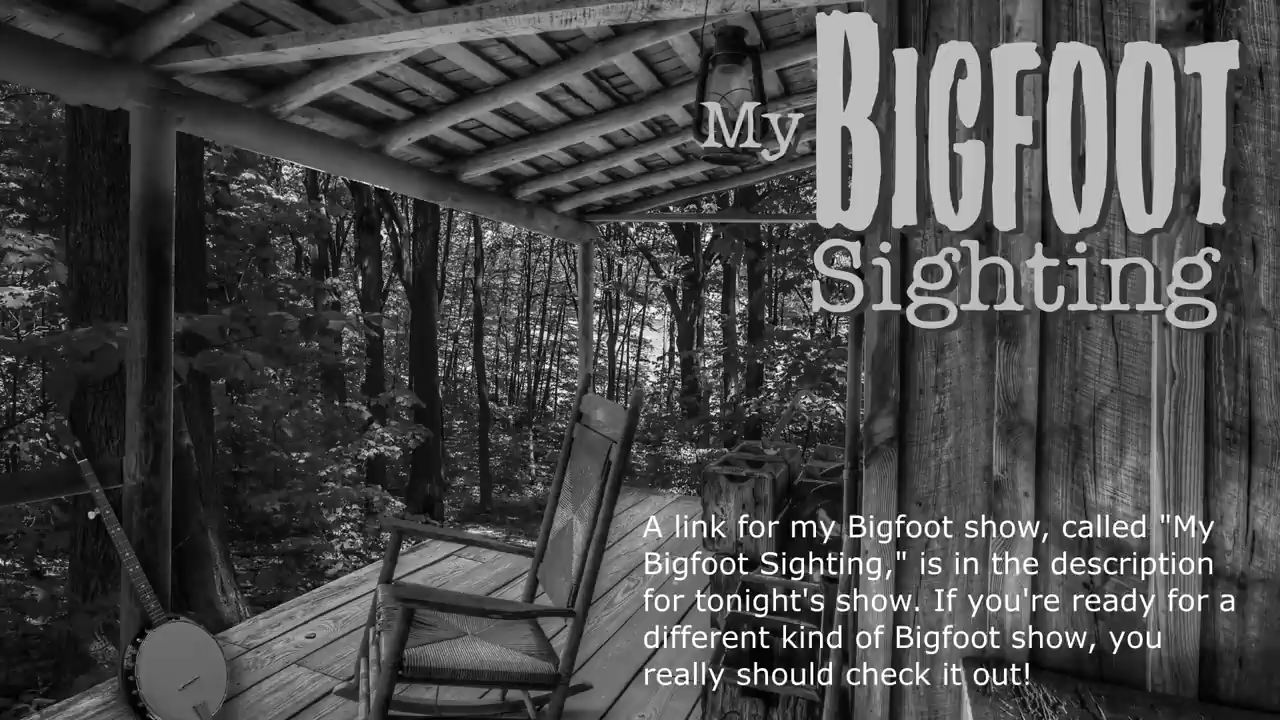 My BIGFOOT
Sighting
A link for my Bigfoot show, called "My
Bigfoot Sighting," is in the description
for tonight's show. If you're ready for a
different kind of Bigfoot show, you
really should check it out!